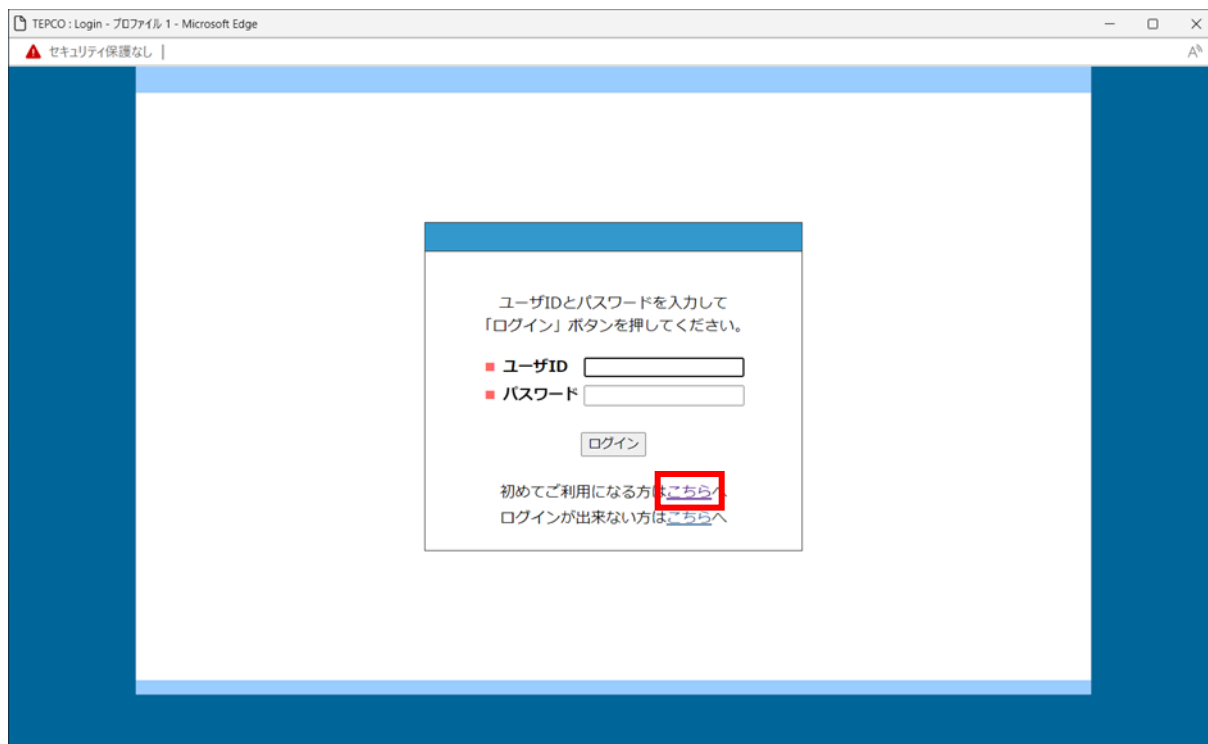 TEPCO : Login - プロファイル 1 - Microsoft Edge
セキュリティ保護なし
ユーザIDとパスワードを入力して
「ログイン」ボタンを押してください。
ユーザID
パスワード
ログイン
初めてご利用になる方はこちらへ
ログインが出来ない方はこちらへ